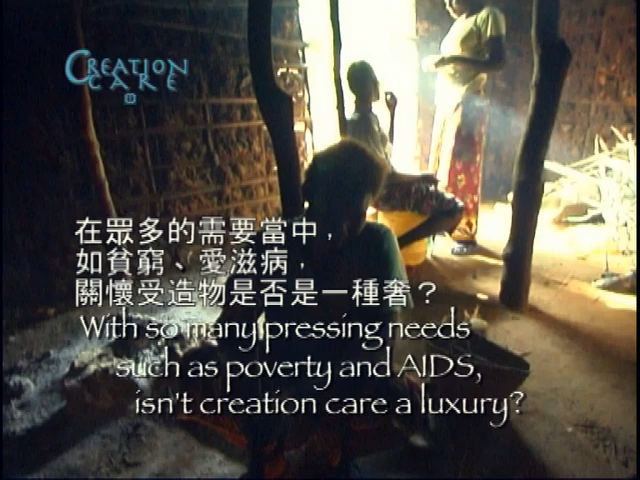 CREATION
CARE
在眾多的需要當中，
如貧窮、愛滋病，
關懷受造物是否是一種奢？
With so many pressing needs
such as poverty and AIDS,
isn't creation care a luxury?